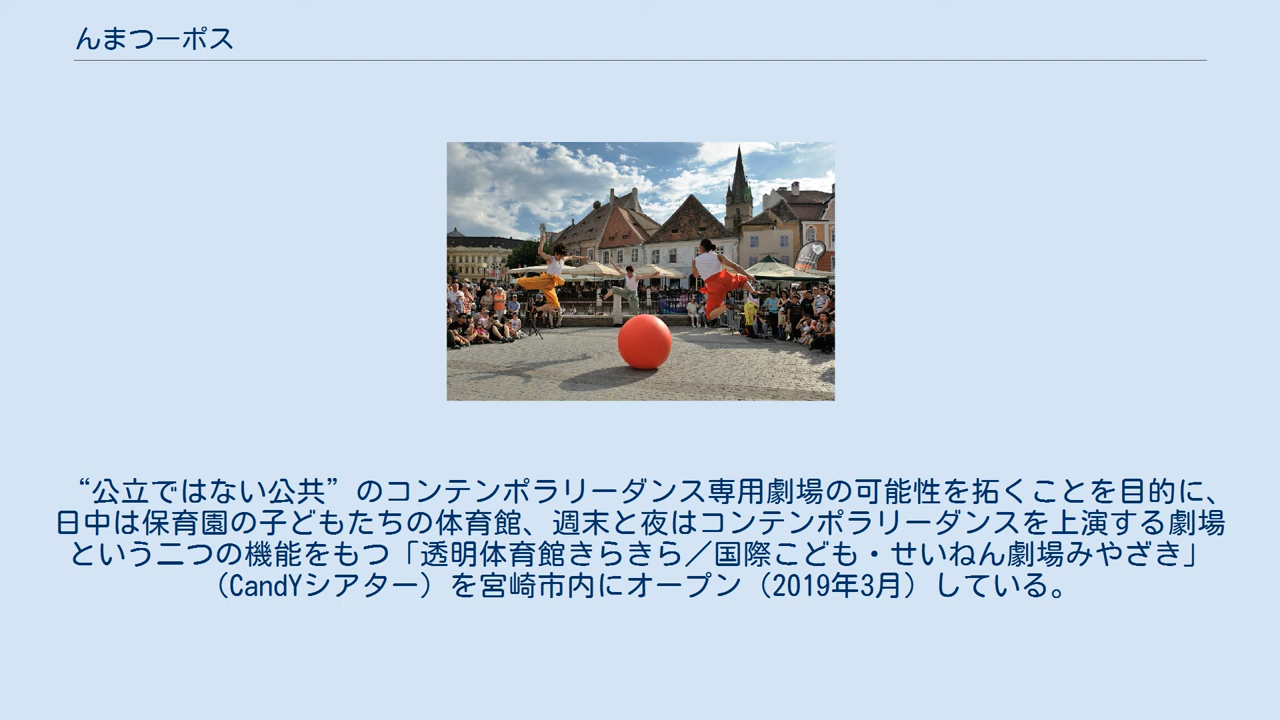 んまつーポス
“公立ではない公共”のコンテンポラリーダンス専用劇場の可能性を拓くことを目的に、
日中は保育園の子どもたちの体育館、週末と夜はコンテンポラリーダンスを上演する劇場
という二つの機能をもつ「透明体育館きらきら／国際こども・せいねん劇場みやざき」
（CandYシアター）を宮崎市内にオープン（2019年3月）している。